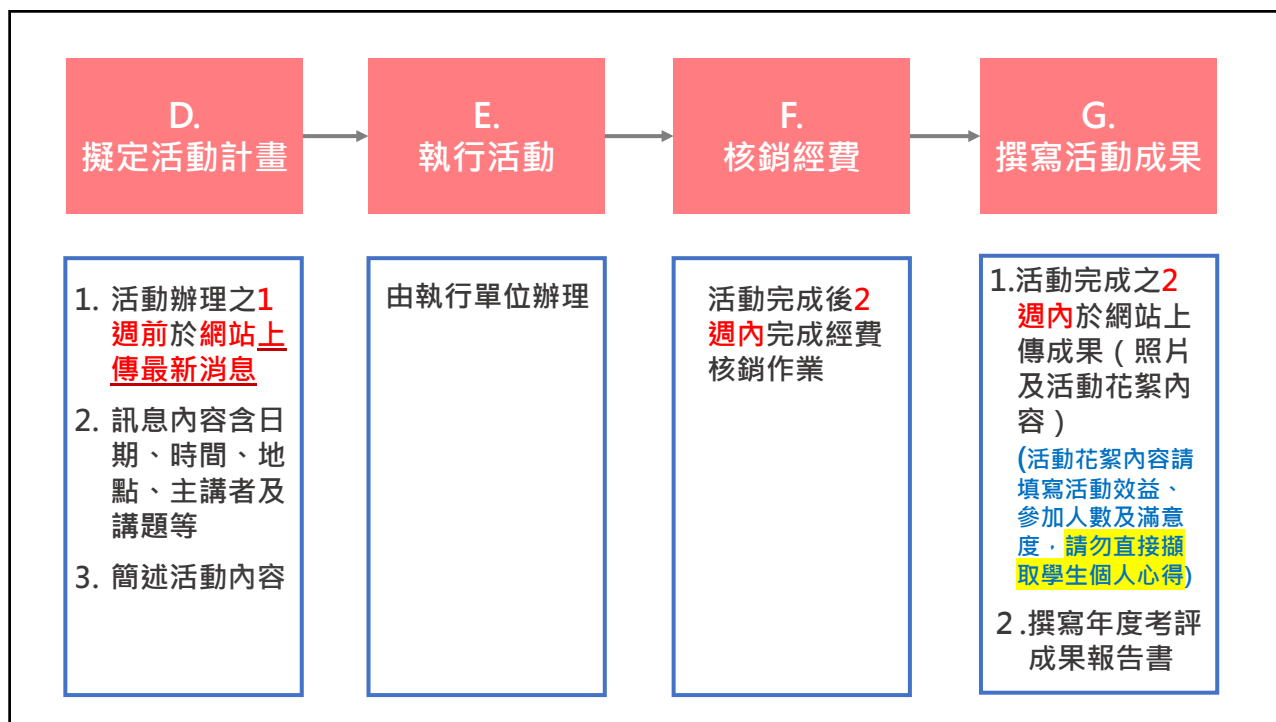 D.
擬定活動計畫
E.
執行活動
F.
核銷經費
G.
撰寫活動成果
1. 活動辦理之1
週前於網站上
傳最新消息
2. 訊息內容含日
期、時間、地
點、主講者及
講題等
3. 簡述活動內容
由執行單位辦理
活動完成後2
週內完成經費
核銷作業
1.活動完成之2
週內於網站上
傳成果（照片
及活動花絮內
容）
(活動花絮內容請
填寫活動效益、
參加人數及滿意
度，請勿直接擷
取學生個人心得)
２.撰寫年度考評
成果報告書